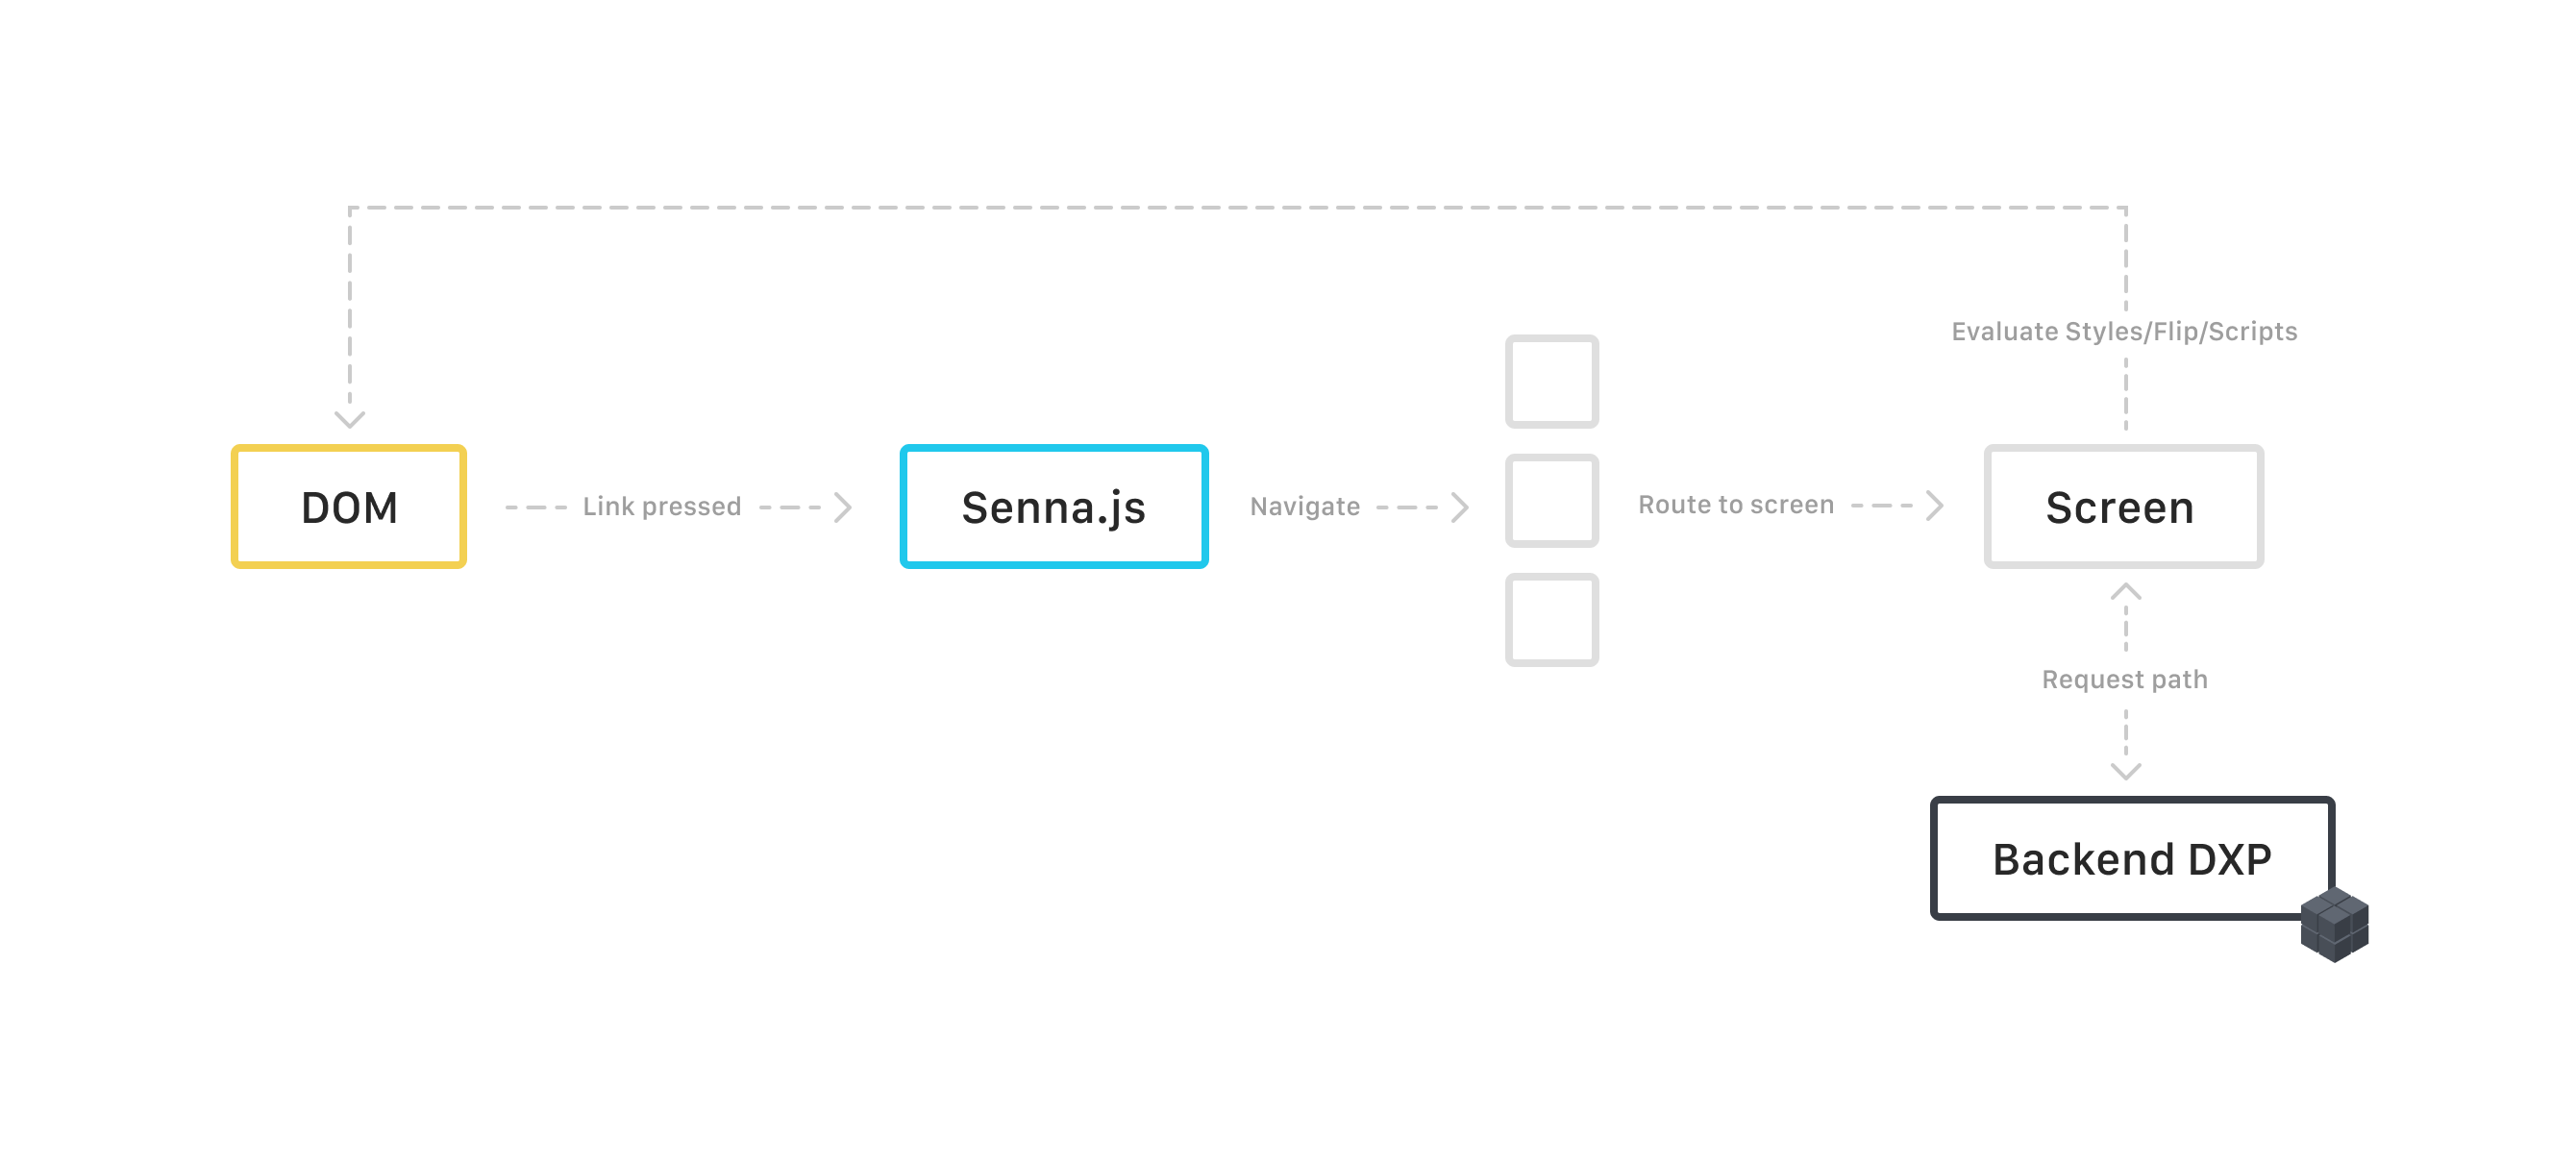 Evaluate Styles/Flip/Scripts
DOM
Link pressed
Senna.js
Navigate
Route to screen
Screen
Request path
Backend DXP